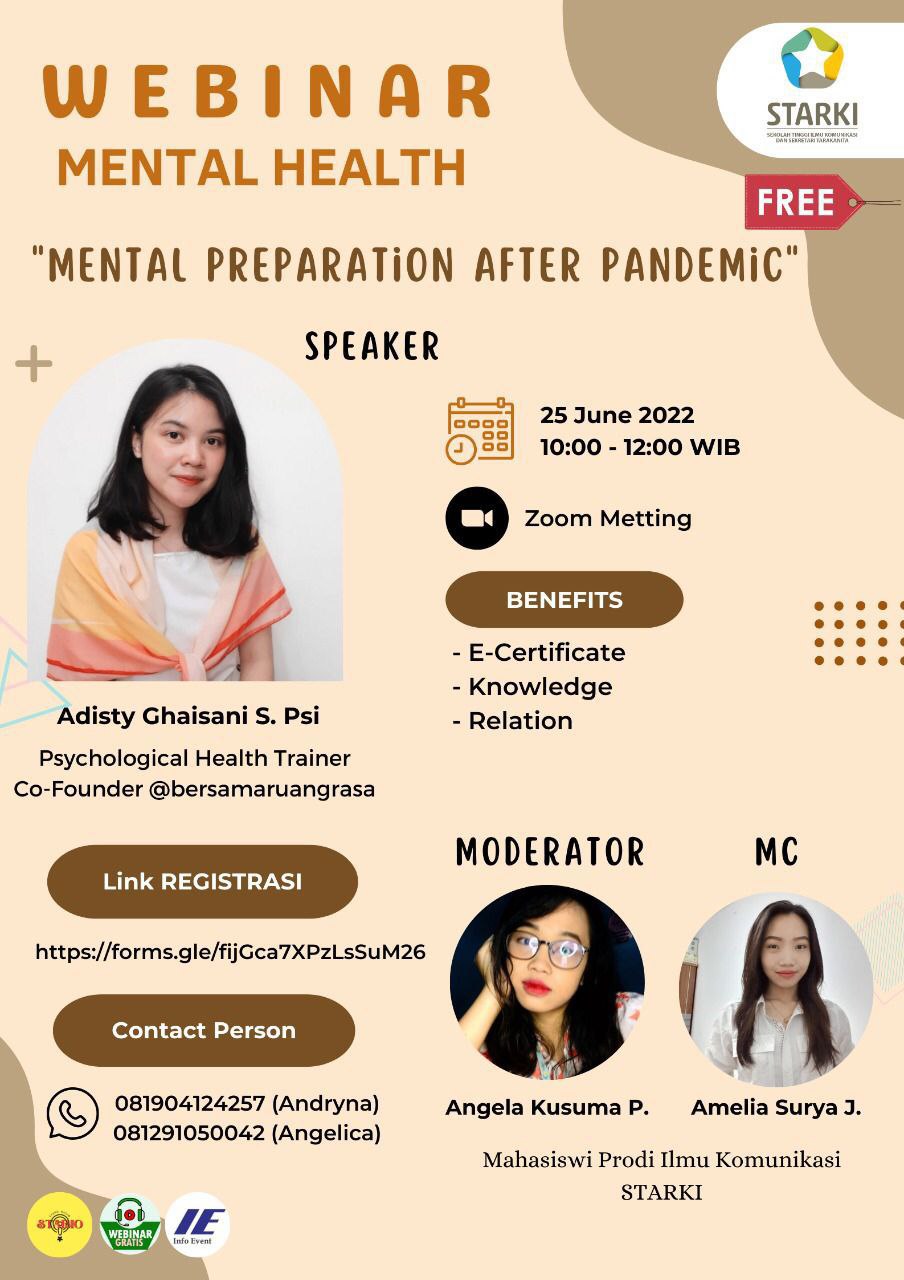 WEBINAR
MENTAL HEALTH
STARKI
SEKOLAH TINGGI ILMU KOMUNIKASI
DAN SEKRETARI TARAKANITA
FREE
"MENTAL PREPARATiON AFTER PANDEMiC"
SPEAKER
25 June 2022
10:00 - 12:00 WIB
Zoom Metting
BENEFITS
- E-Certificate
- Knowledge
- Relation
Adisty Ghaisani S. Psi
Psychological Health Trainer
Co-Founder @bersamaruangrasa
Link REGISTRASI
https://forms.gle/fijGca7XPzLsSuM26
Contact Person
081904124257 (Andryna)
081291050042 (Angelica)
MODERATOR
MC
Angela Kusuma P.
Amelia Surya J.
Mahasiswi Prodi Ilmu Komunikasi
STARKI
WEBINAR
GRATIS
IE
Info Event